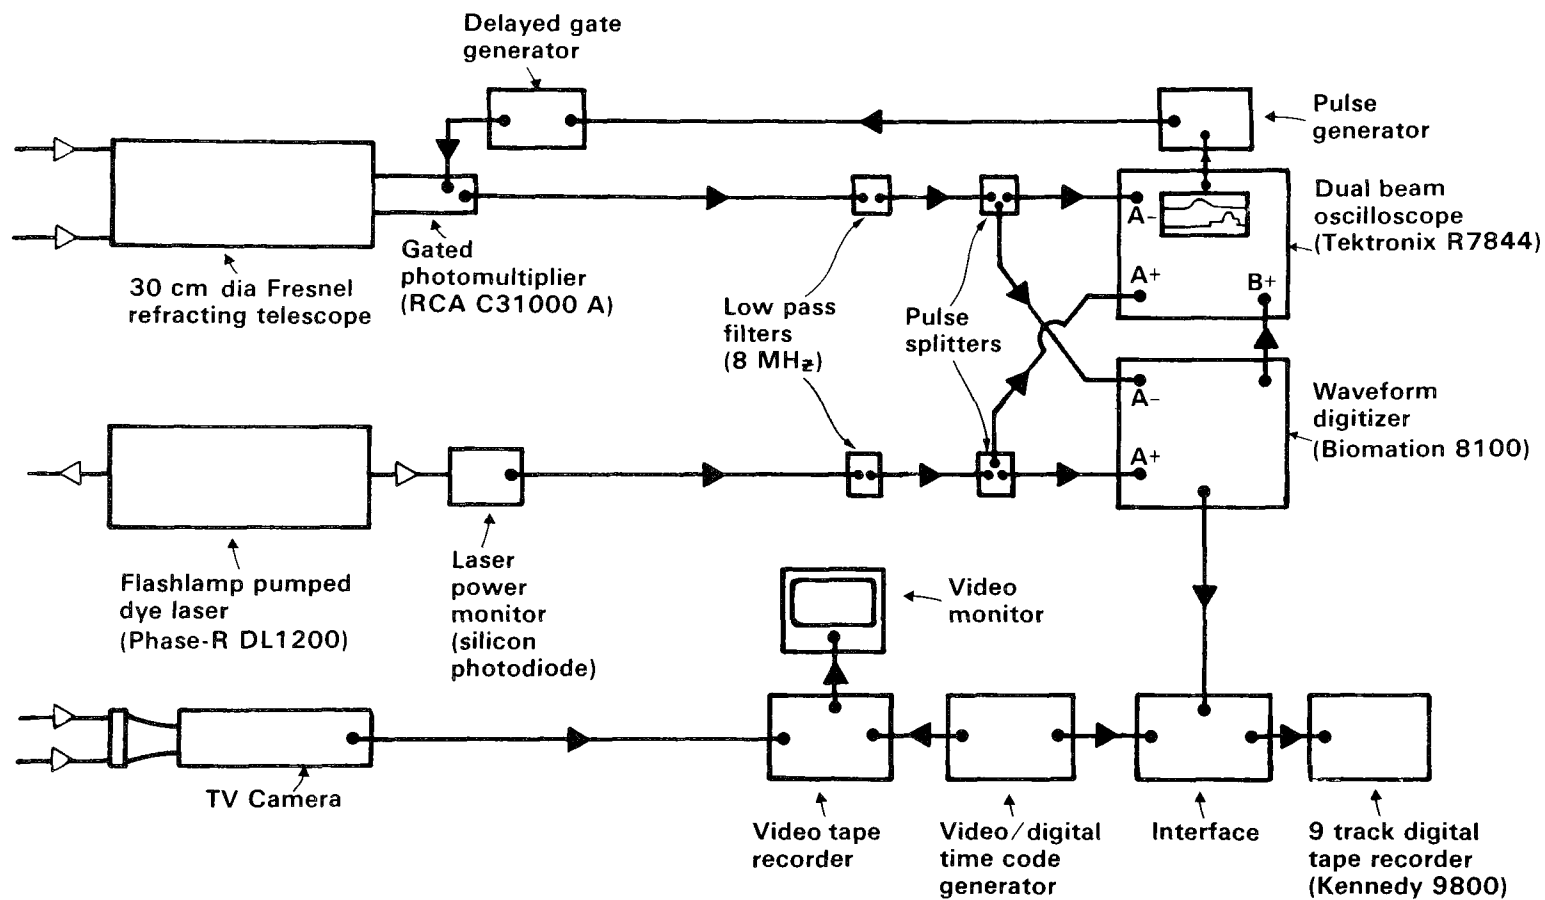 Delayed gate
generator
Pulse
generator
Dual beam
oscilloscope
(Tektronix R7844)
A-
A+
B+
30 cm dia Fresnel
refracting telescope
Gated
photomultiplier
(RCA C31000 A)
Low pass
filters
(8 MHz)
Pulse
splitters
A-
A+
Waveform
digitizer
(Biomation 8100)
Flashlamp pumped
dye laser
(Phase-R DL1200)
Laser
power
monitor
(silicon
photodiode)
Video
monitor
TV Camera
Video tape
recorder
Video/digital
time code
generator
Interface
9 track digital
tape recorder
(Kennedy 9800)